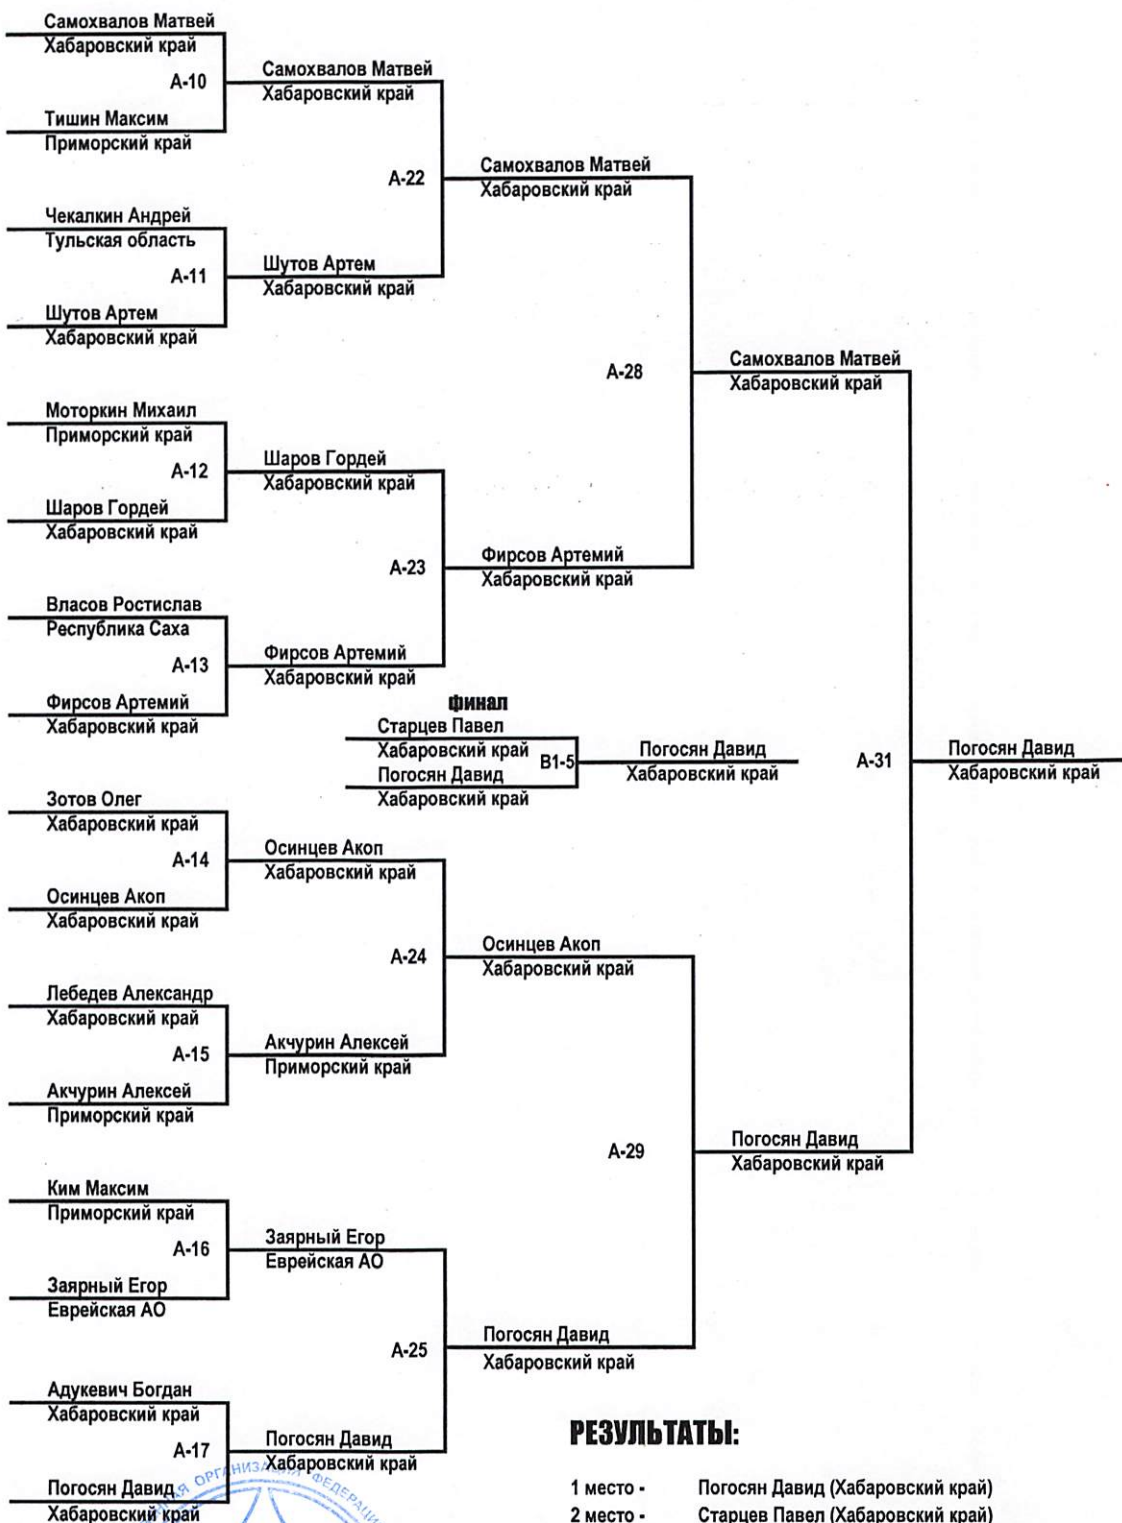 Самохвалов Матвей
Хабаровский край
А-10
Тишин Максим
Приморский край
Самохвалов Матвей
Хабаровский край
А-22
Чекалкин Андрей
Тульская область
А-11
Шутов Артем
Хабаровский край
Шутов Артем
Хабаровский край
Самохвалов Матвей
Хабаровский край
А-28
Моторкин Михаил
Приморский край
А-12
Шаров Гордей
Хабаровский край
Шаров Гордей
Хабаровский край
А-23
Власов Ростислав
Республика Саха
А-13
Фирсов Артемий
Хабаровский край
Фирсов Артемий
Хабаровский край
Фирсов Артемий
Хабаровский край
Самохвалов Матвей
Хабаровский край
финал
Старцев Павел
Хабаровский край
В1-5
Погосян Давид
Хабаровский край
Погосян Давид
Хабаровский край
А-31
Погосян Давид
Хабаровский край
Зотов Олег
Хабаровский край
А-14
Осинцев Акоп
Хабаровский край
Осинцев Акоп
Хабаровский край
А-24
Лебедев Александр
Хабаровский край
А-15
Акчурин Алексей
Приморский край
Акчурин Алексей
Приморский край
Осинцев Акоп
Хабаровский край
А-29
Погосян Давид
Хабаровский край
Ким Максим
Приморский край
А-16
Заярный Егор
Еврейская АО
Заярный Егор
Еврейская АО
А-25
Погосян Давид
Хабаровский край
Адукевич Богдан
Хабаровский край
А-17
Погосян Давид
Хабаровский край
Погосян Давид
Хабаровский край
РЕЗУЛЬТАТЫ:
1 место - Погосян Давид (Хабаровский край)
2 место - Старцев Павел (Хабаровский край)